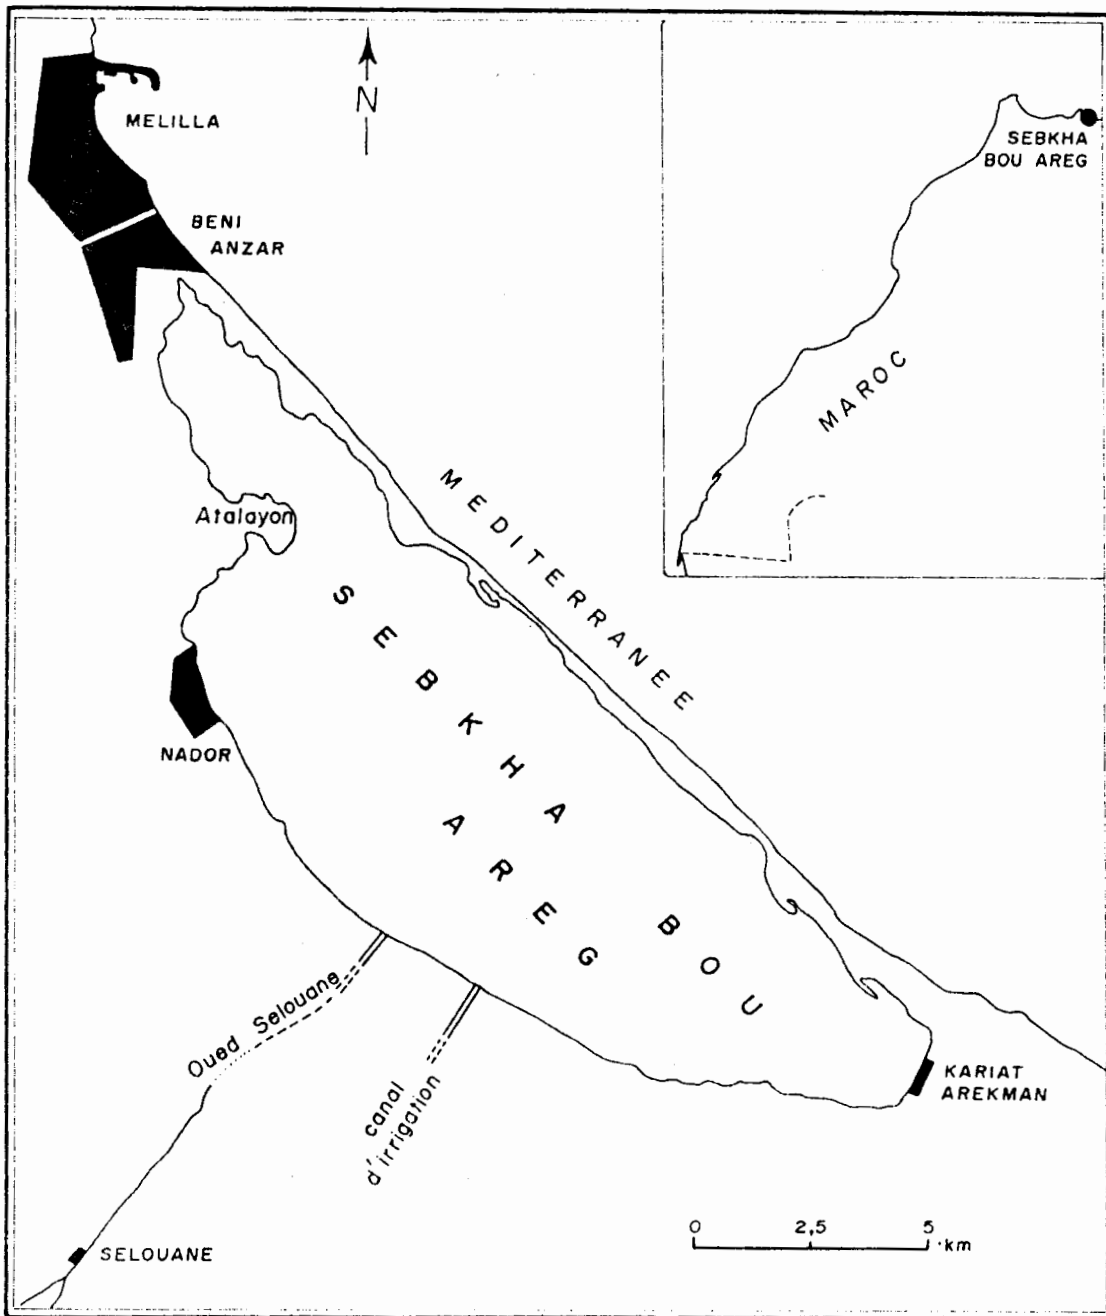 N
MELILLA
BENI
ANZAR
SEBKHA
BOU AREG
MAROC
MEDITERRANEE
Atalayon
SEBKHA BOU
AREG
NADOR
Oued Selouane
canal
d'irrigation
KARIAT
AREKMAN
SELOUANE
0 2,5 5
km